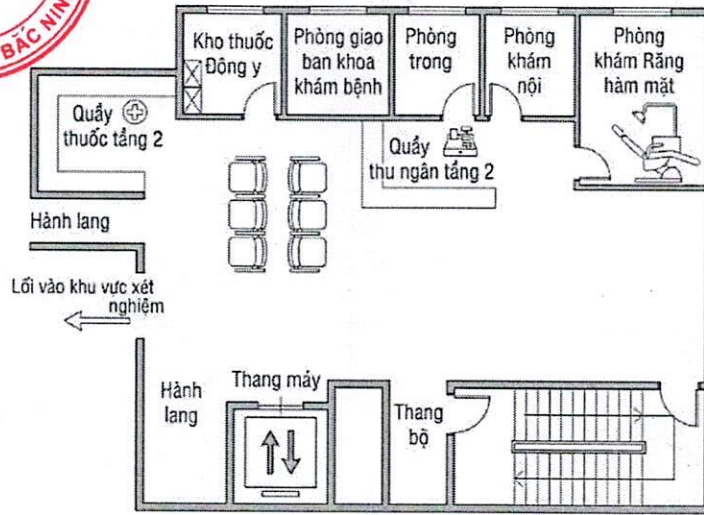 BẮC NIN
Kho thuốc
Đông y
Phòng giao
ban khoa
khám bệnh
Phòng
trong
Phòng
khám
nội
Phòng
khám Răng
hàm mặt
Quầy
thuốc tầng 2
Quầy
thu ngân tầng 2
Hành lang
Lối vào khu vực xét
nghiệm
Hành
lang
Thang máy
Thang
bộ